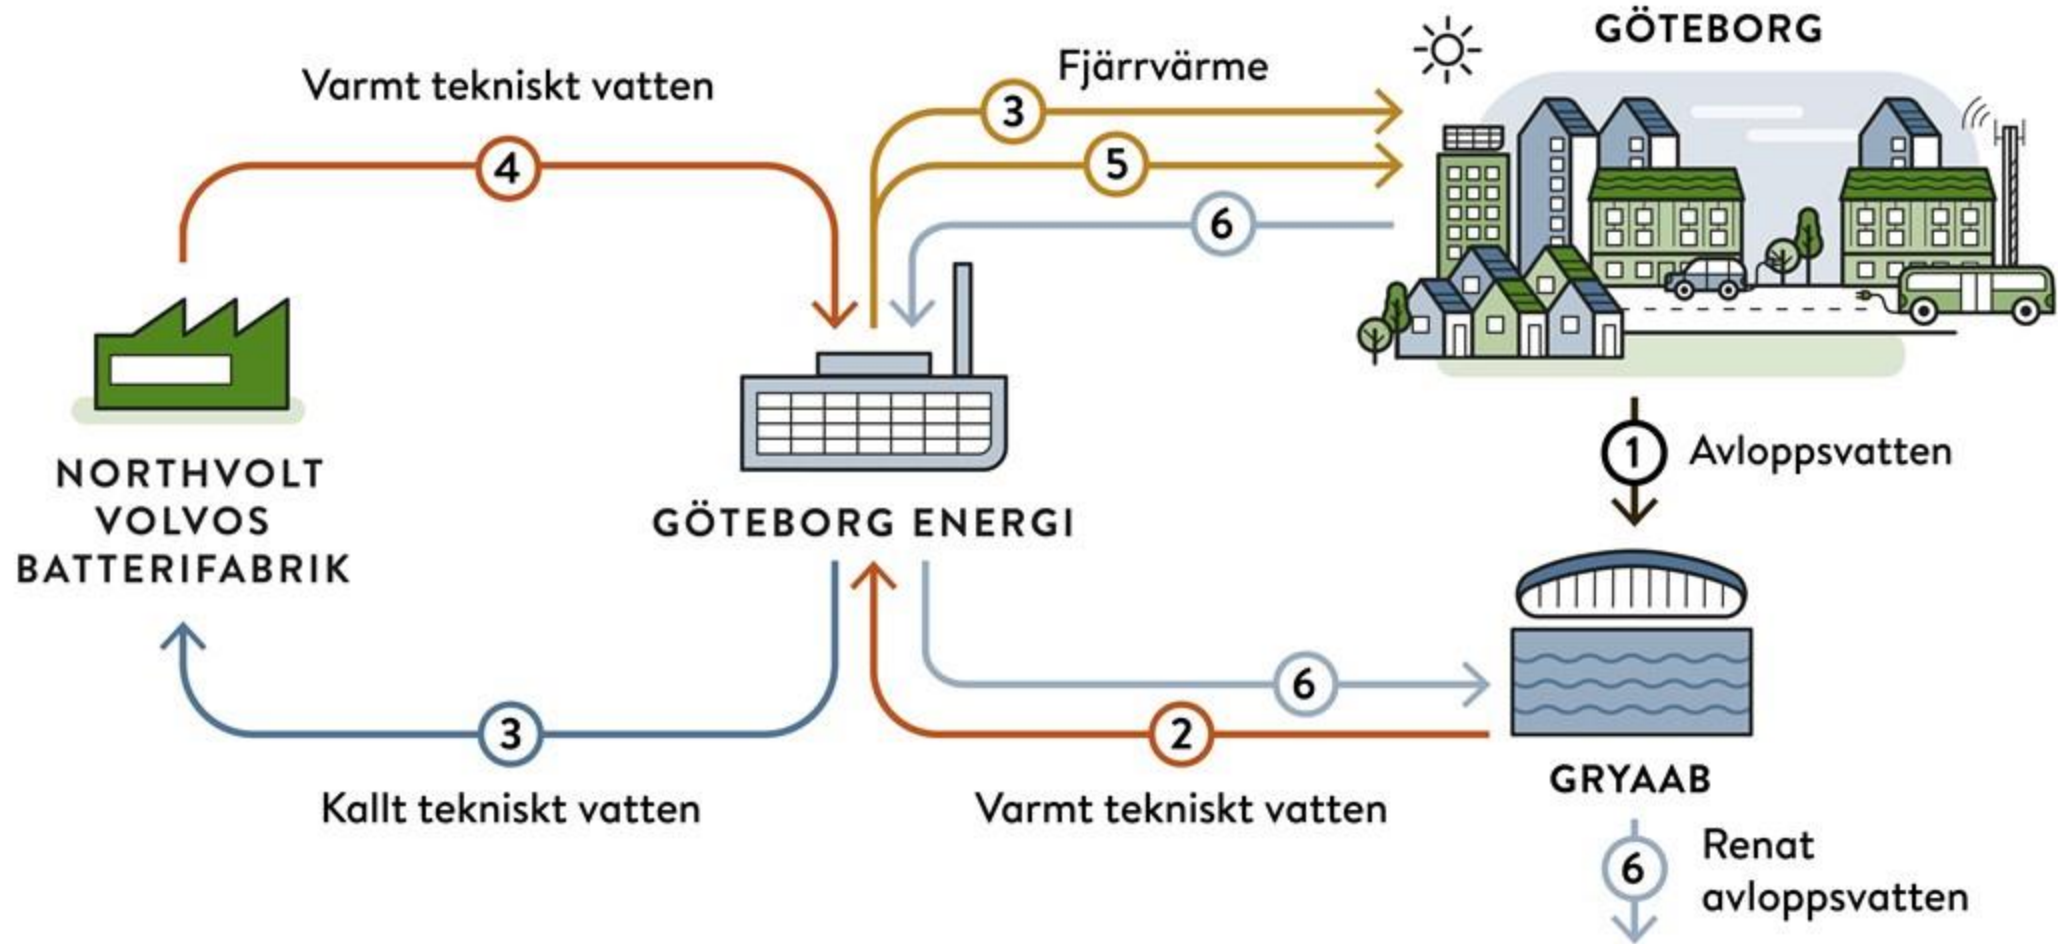 GÖTEBORG
Varmt tekniskt vatten
Fjärrvärme
3
4
5
6
NORTHVOLT
VOLVOS
BATTERIFABRIK
GÖTEBORG ENERGI
1
Avloppsvatten
6
3
2
Kallt tekniskt vatten
Varmt tekniskt vatten
GRYAAB
6
Renat
avloppsvatten